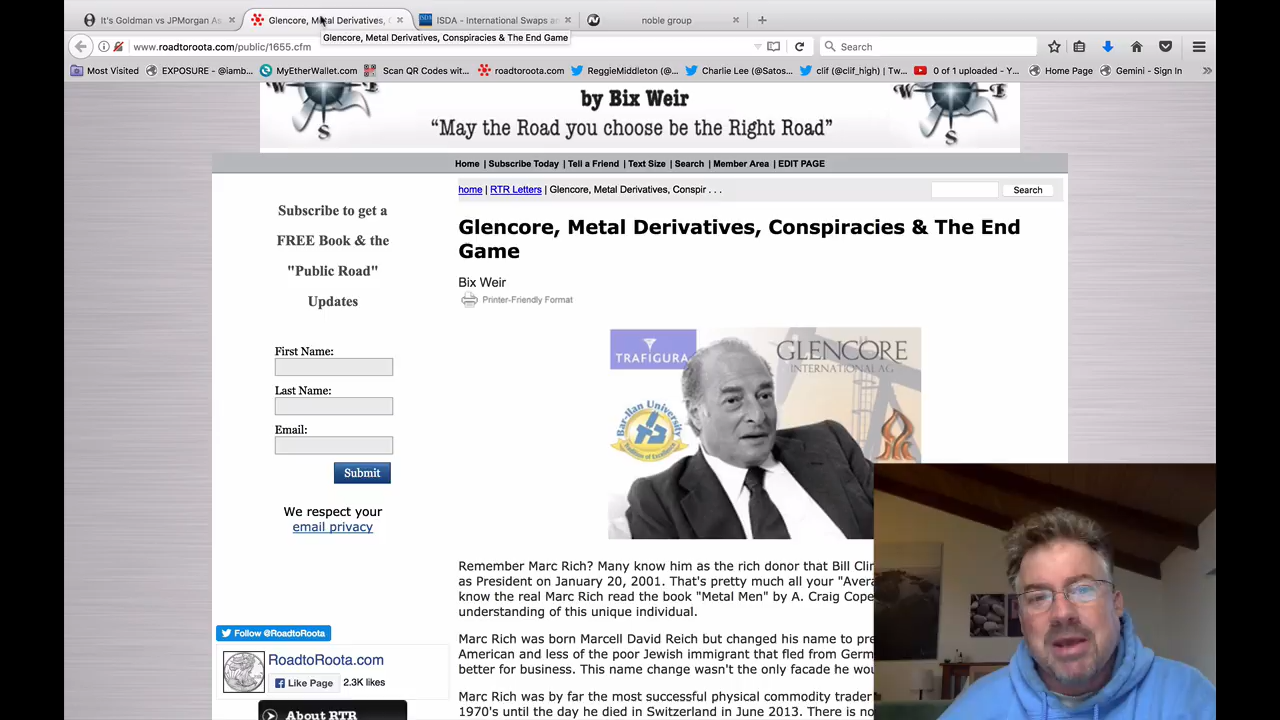 It's Goldman vs JPMorgan As
Glencore, Metal Derivatives, C
ISDA - International Swaps a
noble group
Glencore, Metal Derivatives, Conspiracies & The End Game
www.roadtoroota.com/public/1655.cfm
Search
Most Visited
EXPOSURE - @iamb...
MyEtherWallet.com
Scan QR Codes wit...
roadtoroota.com
ReggieMiddleton (@...
Charlie Lee (@Satos...
clif (@clif_high) | Tw...
0 of 1 uploaded - Y...
Home Page
Gemini - Sign In
W E
S
by Bix Weir
W E
S
"May the Road you choose be the Right Road"
Home | Subscribe Today | Tell a Friend | Text Size | Search | Member Area | EDIT PAGE
home | RTR Letters | Glencore, Metal Derivatives, Conspir . . .
Search
Subscribe to get a
FREE Book & the
"Public Road"
Updates
First Name:
Last Name:
Email:
Submit
We respect your
email privacy
Follow @RoadtoRoota
RoadtoRoota.com
Like Page
2.3K likes
About RTR
Glencore, Metal Derivatives, Conspiracies & The End
Game
Bix Weir
Printer-Friendly Format
TRAFIGURA
GLENCORE
INTERNATIONAL AG
Bar-Ilan University
Tradition of Excellence
Remember Marc Rich? Many know him as the rich donor that Bill Clin
as President on January 20, 2001. That's pretty much all your "Avera
know the real Marc Rich read the book "Metal Men" by A. Craig Cope
understanding of this unique individual.
Marc Rich was born Marcell David Reich but changed his name to pre
American and less of the poor Jewish immigrant that fled from Germ
better for business. This name change wasn't the only facade he wou
Marc Rich was by far the most successful physical commodity trader
1970's until the day he died in Switzerland in June 2013. There is no